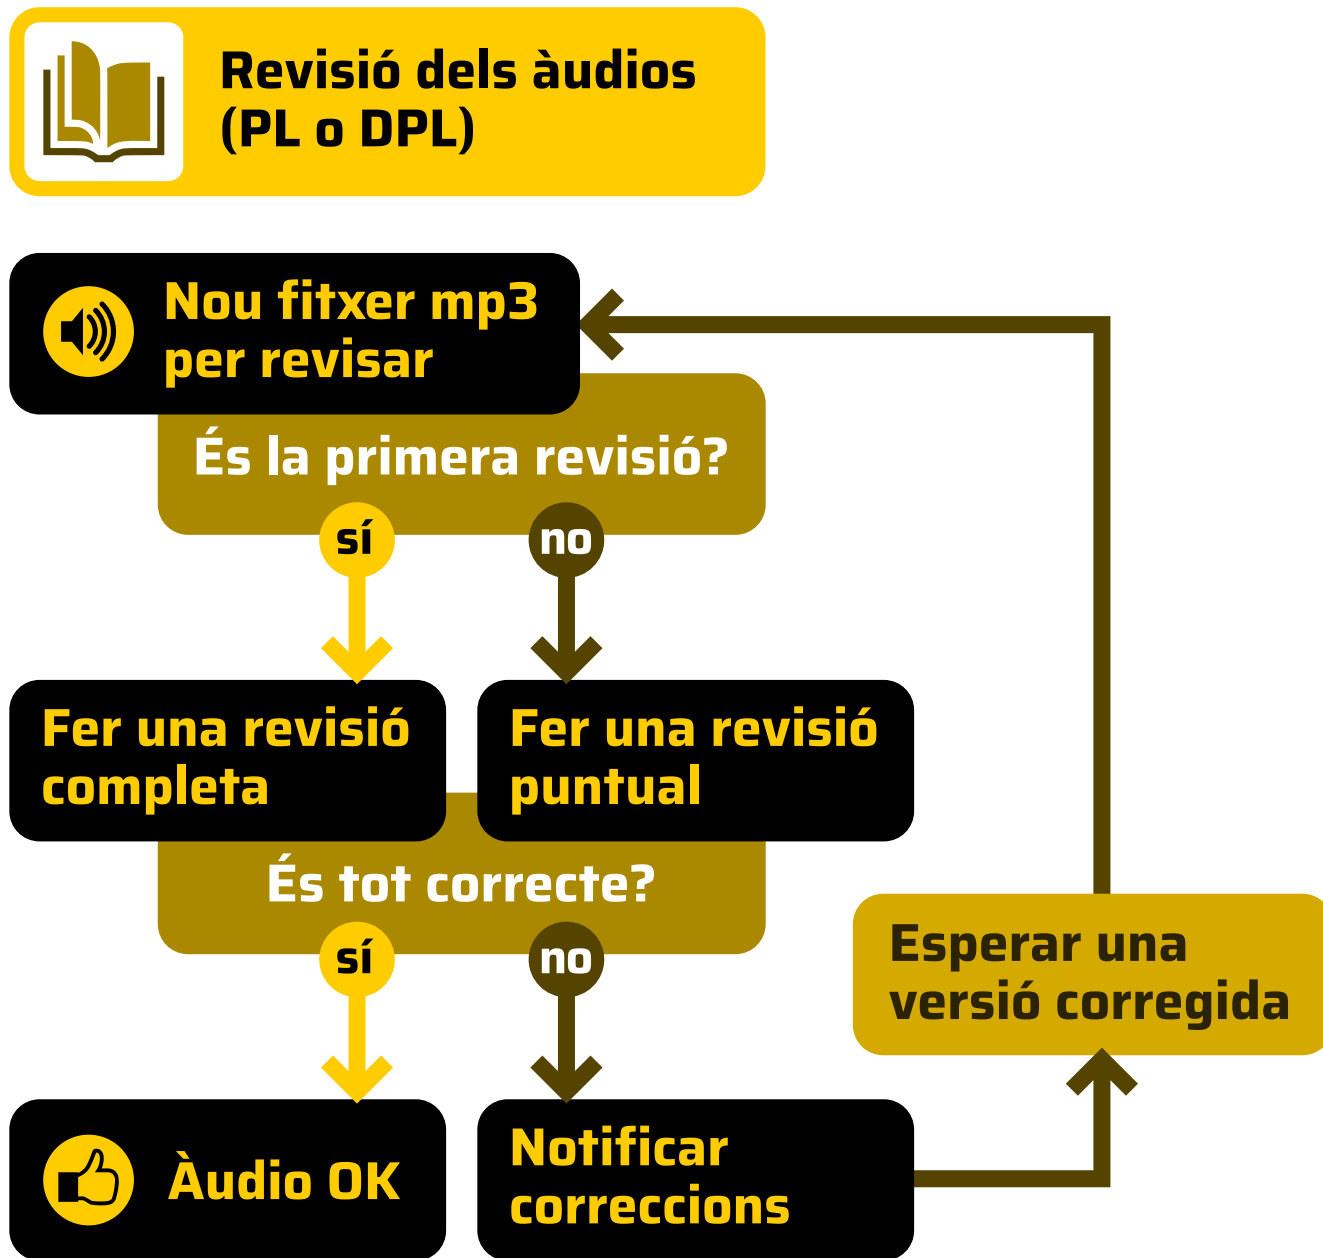 Revisió dels àudios
(PL o DPL)
Nou fitxer mp3
per revisar
És la primera revisió?
sí
no
Fer una revisió
completa
Fer una revisió
puntual
És tot correcte?
sí
no
Esperar una
versió corregida
Àudio OK
Notificar
correccions